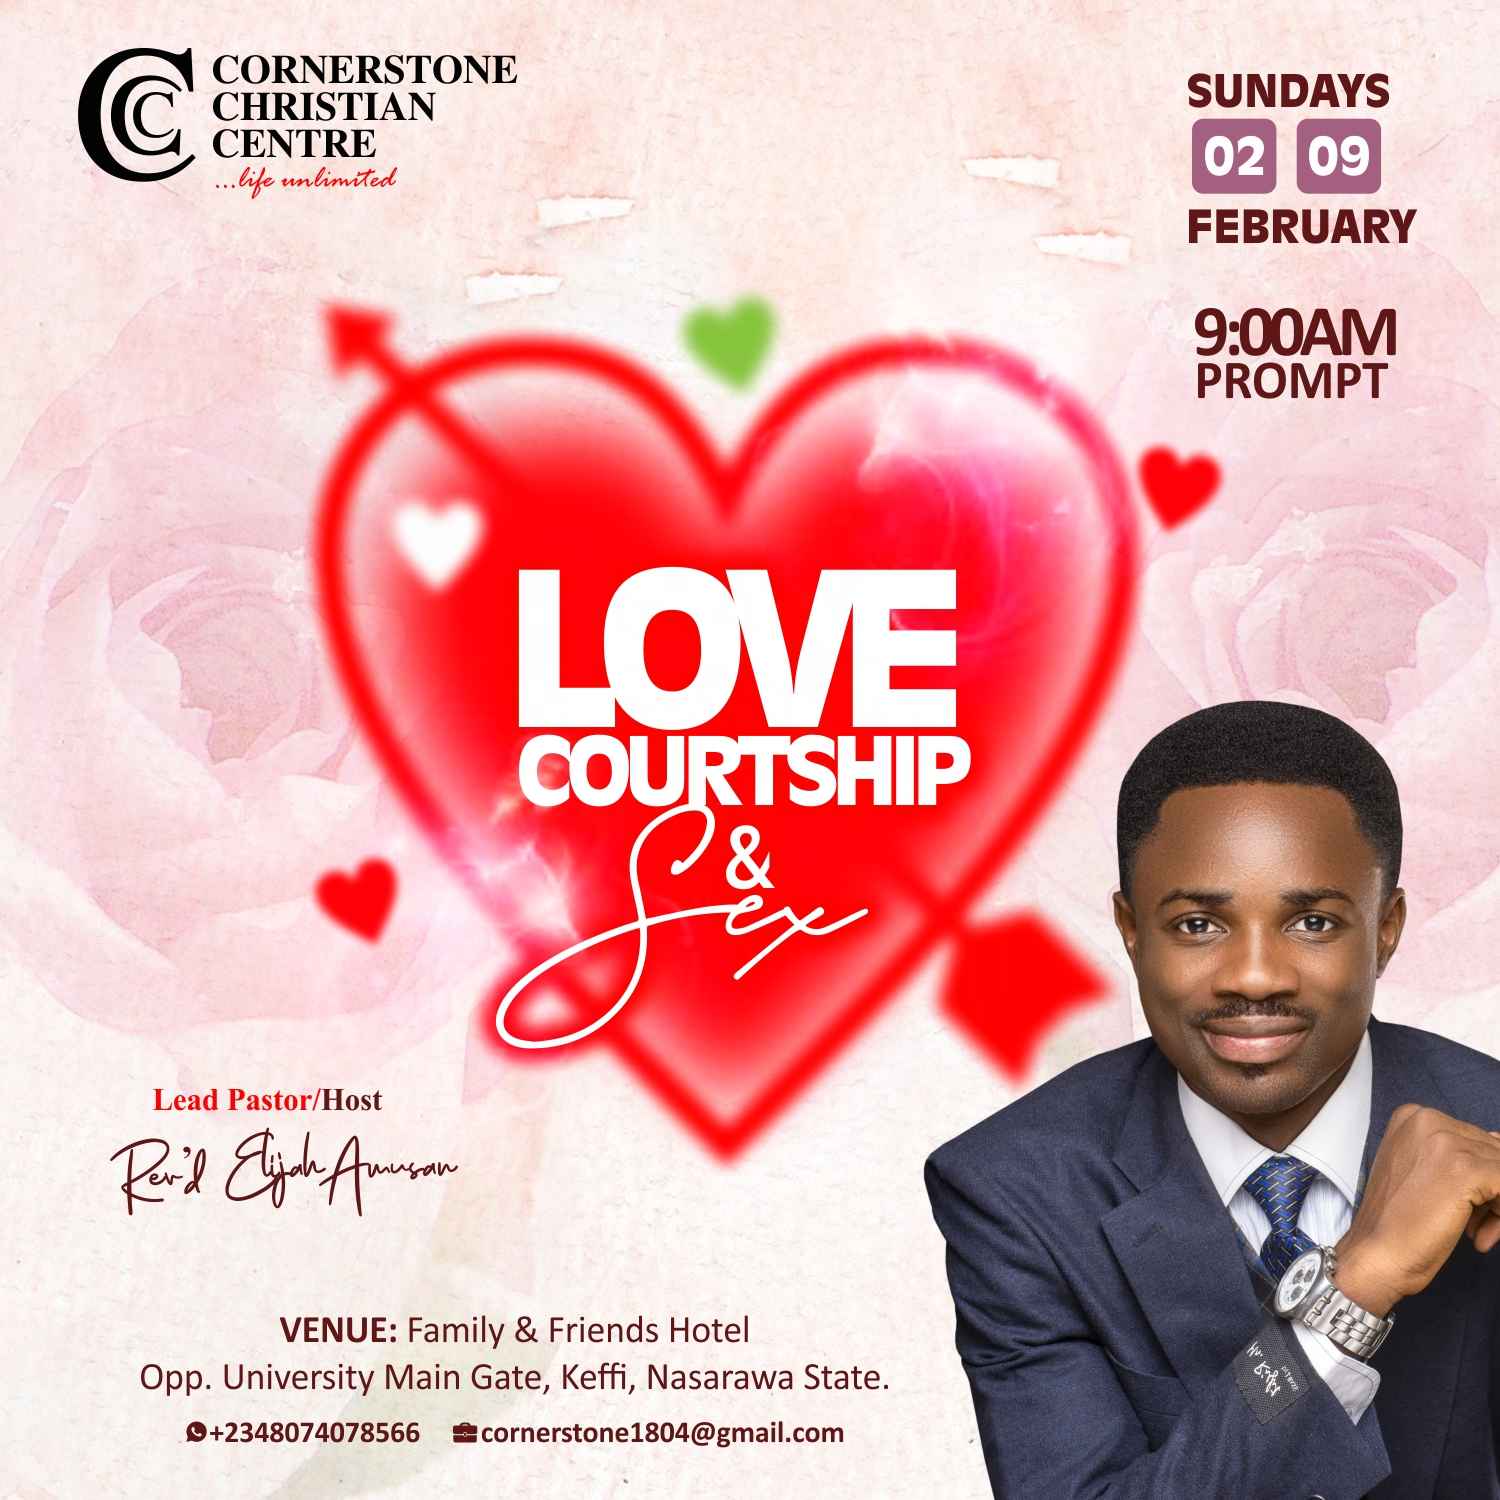 CORNERSTONE
CHRISTIAN
CENTRE
...life unlimited
SUNDAYS
02 09
FEBRUARY
9:00AM
PROMPT
LOVE
COURTSHIP
&
Sex
Lead Pastor/Host
Rev'd Elijah Amusan
VENUE: Family & Friends Hotel
Opp. University Main Gate, Keffi, Nasarawa State.
+2348074078566 cornerstone1804@gmail.com